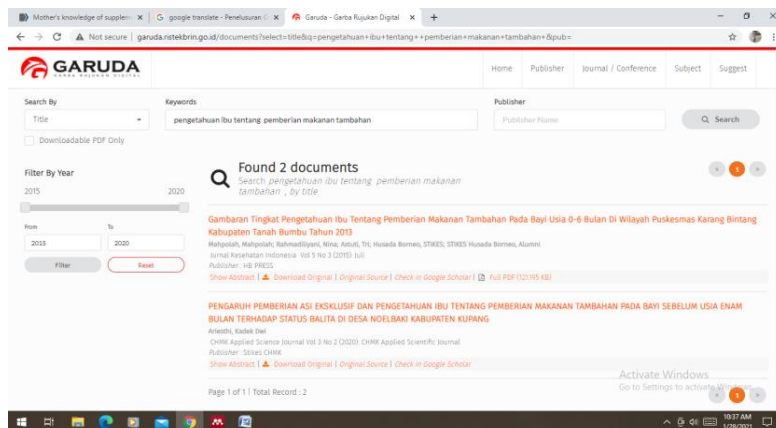 Mother's knowledge of supplem
google translate - Penelusuran G
Garuda - Garba Rujukan Digital
Not secure | garuda.ristekbrin.go.id/documents?select=title&q=pengetahuan+ibu+tentang++pemberian+makanan+tambahan+&pub=
GARUDA
GARBA RUJUKAN DIGITAL
Home Publisher Journal / Conference Subject Suggest
Search By Keywords Publisher
Title pengetahuan ibu tentang pemberian makanan tambahan Publisher Name Search
Downloadable PDF Only
Filter By Year
2015 2020
From To
2015 2020
Filter Reset
Found 2 documents
Search pengetahuan ibu tentang pemberian makanan
tambahan , by title
1
Gambaran Tingkat Pengetahuan Ibu Tentang Pemberian Makanan Tambahan Pada Bayi Usia 0-6 Bulan Di Wilayah Puskesmas Karang Bintang
Kabupaten Tanah Bumbu Tahun 2013
Mahpolah, Mahpolah; Rahmadiliyani, Nina; Astuti, Tri; Husada Borneo, STIKES; STIKES Husada Borneo, Alumni
Jurnal Kesehatan Indonesia Vol 5 No 3 (2015): Juli
Publisher : HB PRESS
Show Abstract | Download Original | Original Source | Check in Google Scholar | Full PDF (121.195 KB)
PENGARUH PEMBERIAN ASI EKSKLUSIF DAN PENGETAHUAN IBU TENTANG PEMBERIAN MAKANAN TAMBAHAN PADA BAYI SEBELUM USIA ENAM
BULAN TERHADAP STATUS BALITA DI DESA NOELBAKI KABUPATEN KUPANG
Ariesthi, Kadek Dwi
CHMK Applied Science Journal Vol 3 No 2 (2020): CHMK Applied Scientific Journal
Publisher : Stikes CHMK
Show Abstract | Download Original | Original Source | Check in Google Scholar
Page 1 of 1 | Total Record : 2
1
Activate Windows
Go to Settings to activate Windows.
10:37 AM
1/28/2021